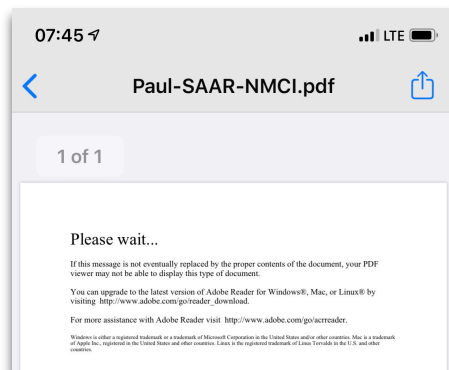 07:45 LTE
Paul-SAAR-NMCI.pdf
1 of 1
Please wait...
If this message is not eventually replaced by the proper contents of the document, your PDF
viewer may not be able to display this type of document.
You can upgrade to the latest version of Adobe Reader for Windows®, Mac, or Linux® by
visiting http://www.adobe.com/go/reader_download.
For more assistance with Adobe Reader visit http://www.adobe.com/go/acrreader.
Windows is either a registered trademark or a trademark of Microsoft Corporation in the United States and/or other countries. Mac is a trademark
of Apple Inc., registered in the United States and other countries. Linux is the registered trademark of Linus Torvalds in the U.S. and other
countries.